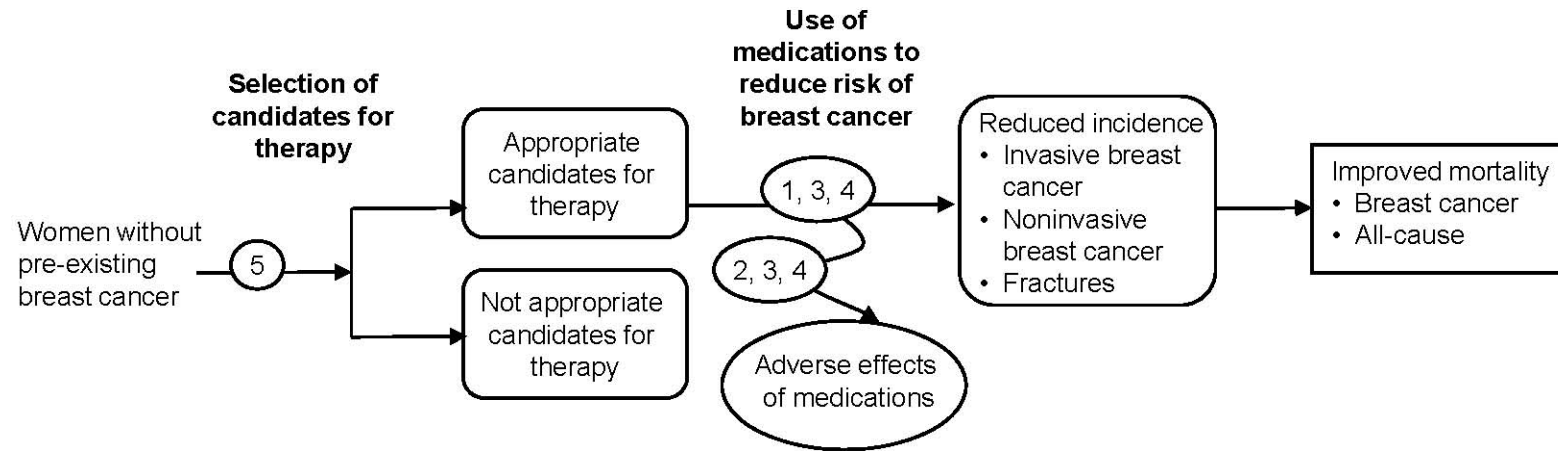 Selection of
candidates for
therapy
Use of
medications to
reduce risk of
breast cancer
Women without
pre-existing
breast cancer
5
Appropriate
candidates for
therapy
Not appropriate
candidates for
therapy
1, 3, 4
2, 3, 4
Adverse effects
of medications
Reduced incidence
• Invasive breast
cancer
• Noninvasive
breast cancer
• Fractures
Improved mortality
• Breast cancer
• All-cause